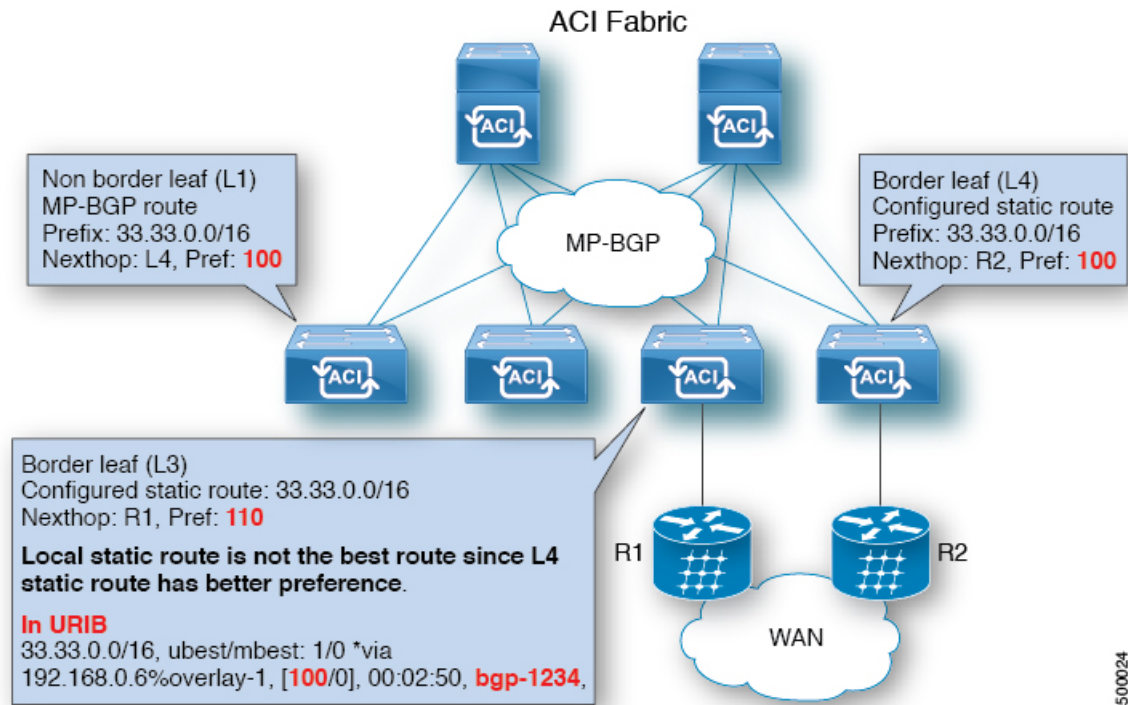 ACI Fabric
ACI
ACI
Non border leaf (L1)
MP-BGP route
Prefix: 33.33.0.0/16
Nexthop: L4, Pref: 100
MP-BGP
Border leaf (L4)
Configured static route
Prefix: 33.33.0.0/16
Nexthop: R2, Pref: 100
ACI
ACI
ACI
ACI
Border leaf (L3)
Configured static route: 33.33.0.0/16
Nexthop: R1, Pref: 110
Local static route is not the best route since L4
static route has better preference.
In URIB
33.33.0.0/16, ubest/mbest: 1/0 *via
192.168.0.6%overlay-1, [100/0], 00:02:50, bgp-1234,
R1
R2
WAN
500024